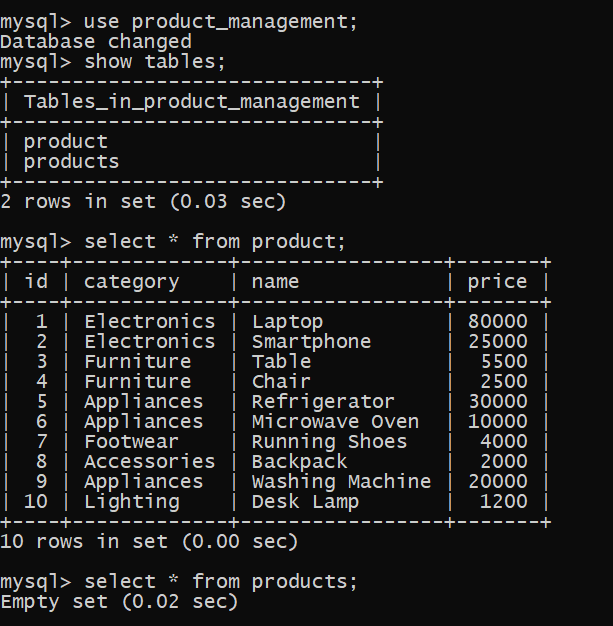 mysql> use product_management;
Database changed
mysql> show tables;
+------------------------------+
| Tables_in_product_management |
+------------------------------+
| product                      |
| products                     |
+------------------------------+
2 rows in set (0.03 sec)

mysql> select * from product;
+----+-------------+-----------------+-------+
| id | category    | name            | price |
+----+-------------+-----------------+-------+
|  1 | Electronics | Laptop          | 80000 |
|  2 | Electronics | Smartphone      | 25000 |
|  3 | Furniture   | Table           |  5500 |
|  4 | Furniture   | Chair           |  2500 |
|  5 | Appliances  | Refrigerator    | 30000 |
|  6 | Appliances  | Microwave Oven  | 10000 |
|  7 | Footwear    | Running Shoes   |  4000 |
|  8 | Accessories | Backpack        |  2000 |
|  9 | Appliances  | Washing Machine | 20000 |
| 10 | Lighting    | Desk Lamp       |  1200 |
+----+-------------+-----------------+-------+
10 rows in set (0.00 sec)

mysql> select * from products;
Empty set (0.02 sec)